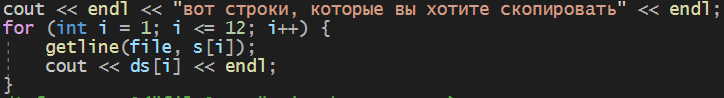 cout << endl << "вот строки, которые вы хотите скопировать" << endl;
for (int i = 1; i <= 12; i++) {
    getline(file, s[i]);
    cout << ds[i] << endl;
}